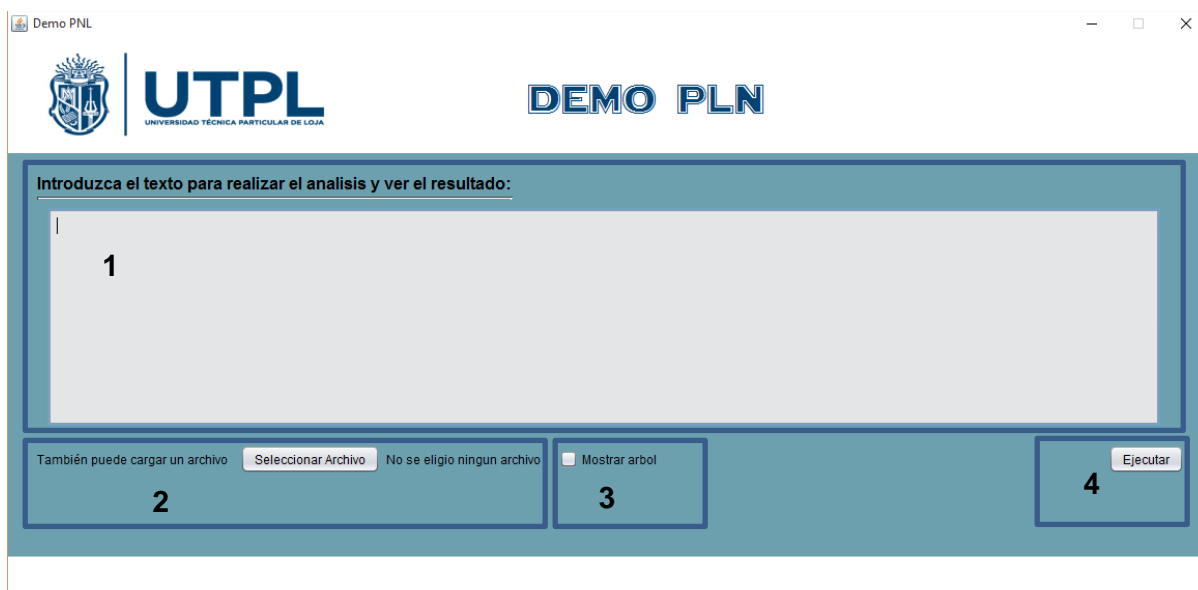 Demo PNL
UTPL
UNIVERSIDAD TÉCNICA PARTICULAR DE LOJA
DEMO PLN
Introduzca el texto para realizar el analisis y ver el resultado:
1
También puede cargar un archivo Seleccionar Archivo No se eligio ningun archivo
2
Mostrar arbol
3
Ejecutar
4